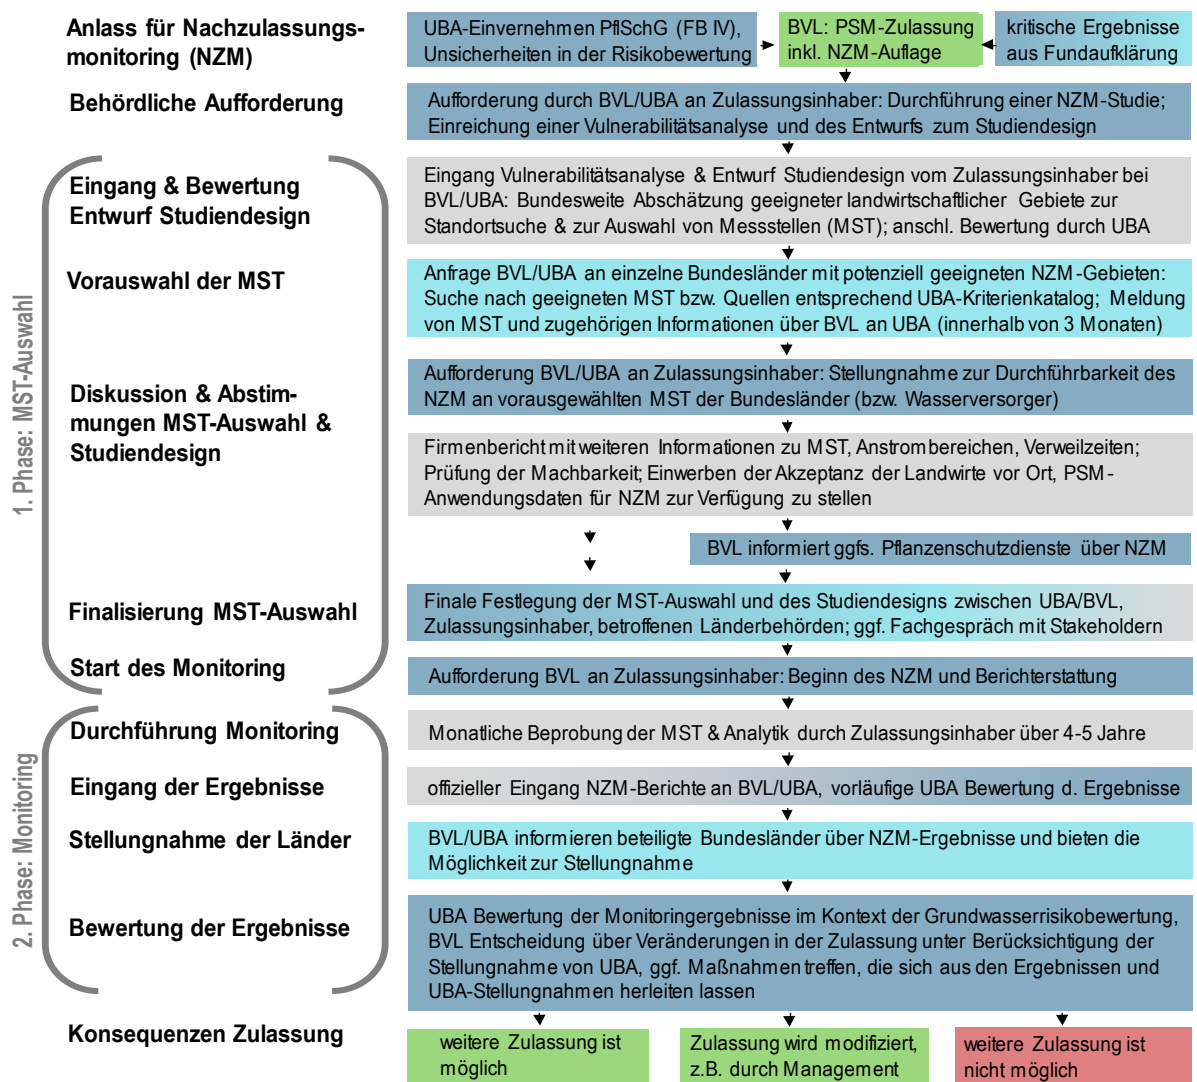 Anlass für Nachzulassungs-
monitoring (NZM)
UBA-Einvernehmen PflSchG (FB IV),
Unsicherheiten in der Risikobewertung
BVL: PSM-Zulassung
inkl. NZM-Auflage
kritische Ergebnisse
aus Fundaufklärung
Behördliche Aufforderung
Aufforderung durch BVL/UBA an Zulassungsinhaber: Durchführung einer NZM-Studie;
Einreichung einer Vulnerabilitätsanalyse und des Entwurfs zum Studiendesign
1. Phase: MST-Auswahl
Eingang & Bewertung
Entwurf Studiendesign
Eingang Vulnerabilitätsanalyse & Entwurf Studiendesign vom Zulassungsinhaber bei
BVL/UBA: Bundesweite Abschätzung geeigneter landwirtschaftlicher Gebiete zur
Standortsuche & zur Auswahl von Messstellen (MST); anschl. Bewertung durch UBA
Vorauswahl der MST
Anfrage BVL/UBA an einzelne Bundesländer mit potenziell geeigneten NZM-Gebieten:
Suche nach geeigneten MST bzw. Quellen entsprechend UBA-Kriterienkatalog; Meldung
von MST und zugehörigen Informationen über BVL an UBA (innerhalb von 3 Monaten)
Diskussion & Abstim-
mungen MST-Auswahl &
Studiendesign
Aufforderung BVL/UBA an Zulassungsinhaber: Stellungnahme zur Durchführbarkeit des
NZM an vorausgewählten MST der Bundesländer (bzw. Wasserversorger)
Firmenbericht mit weiteren Informationen zu MST, Anstrombereichen, Verweilzeiten;
Prüfung der Machbarkeit; Einwerben der Akzeptanz der Landwirte vor Ort, PSM-
Anwendungsdaten für NZM zur Verfügung zu stellen
BVL informiert ggfs. Pflanzenschutzdienste über NZM
Finalisierung MST-Auswahl
Finale Festlegung der MST-Auswahl und des Studiendesigns zwischen UBA/BVL,
Zulassungsinhaber, betroffenen Länderbehörden; ggf. Fachgespräch mit Stakeholdern
Start des Monitoring
Aufforderung BVL an Zulassungsinhaber: Beginn des NZM und Berichterstattung
2. Phase: Monitoring
Durchführung Monitoring
Monatliche Beprobung der MST & Analytik durch Zulassungsinhaber über 4-5 Jahre
Eingang der Ergebnisse
offizieller Eingang NZM-Berichte an BVL/UBA, vorläufige UBA Bewertung d. Ergebnisse
Stellungnahme der Länder
BVL/UBA informieren beteiligte Bundesländer über NZM-Ergebnisse und bieten die
Möglichkeit zur Stellungnahme
Bewertung der Ergebnisse
UBA Bewertung der Monitoringergebnisse im Kontext der Grundwasserrisikobewertung,
BVL Entscheidung über Veränderungen in der Zulassung unter Berücksichtigung der
Stellungnahme von UBA, ggf. Maßnahmen treffen, die sich aus den Ergebnissen und
UBA-Stellungnahmen herleiten lassen
Konsequenzen Zulassung
weitere Zulassung ist
möglich
Zulassung wird modifiziert,
z.B. durch Management
weitere Zulassung ist
nicht möglich